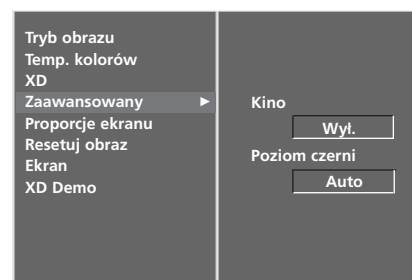 Tryb obrazu
Temp. kolorów
XD
Zaawansowany
Proporcje ekranu
Resetuj obraz
Ekran
XD Demo
Kino
Wył.
Poziom czerni
Auto